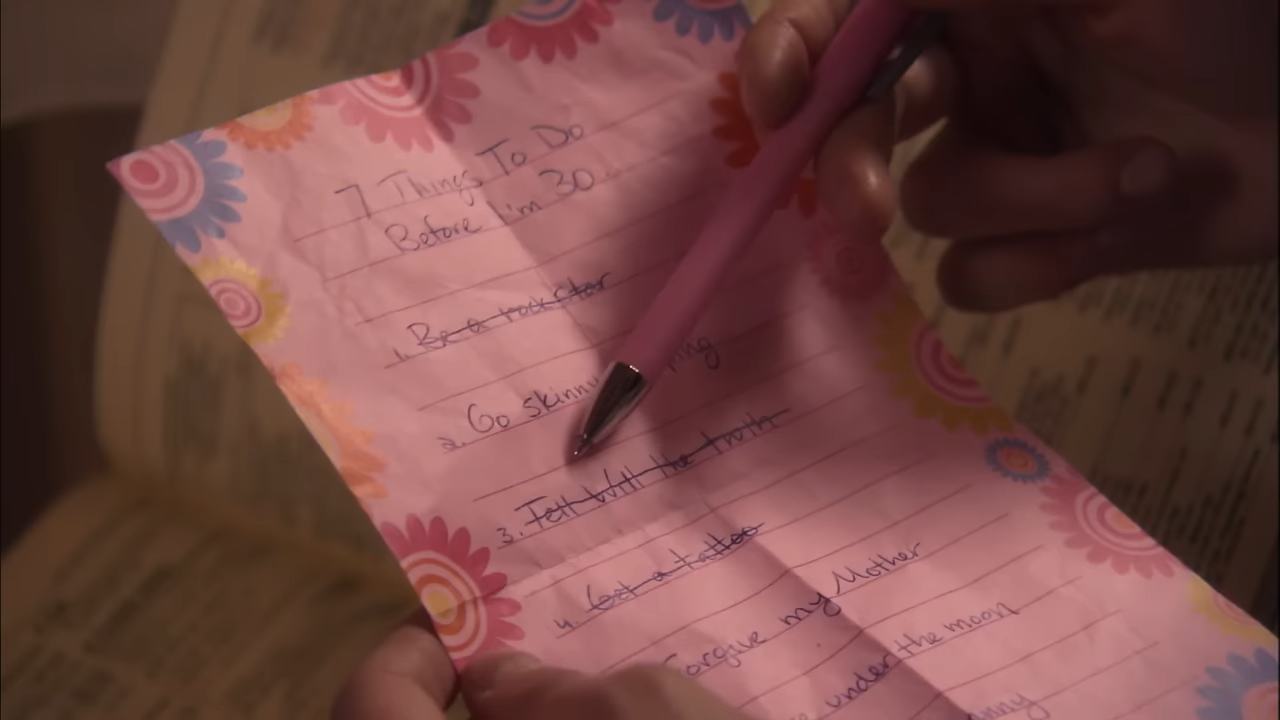 7 Things To Do
Before I'm 30
1. Be a rock Star
2. Go skinny
3. Tell Will the truth
4. Get a tattoo
Forgive my Mother
under the moon